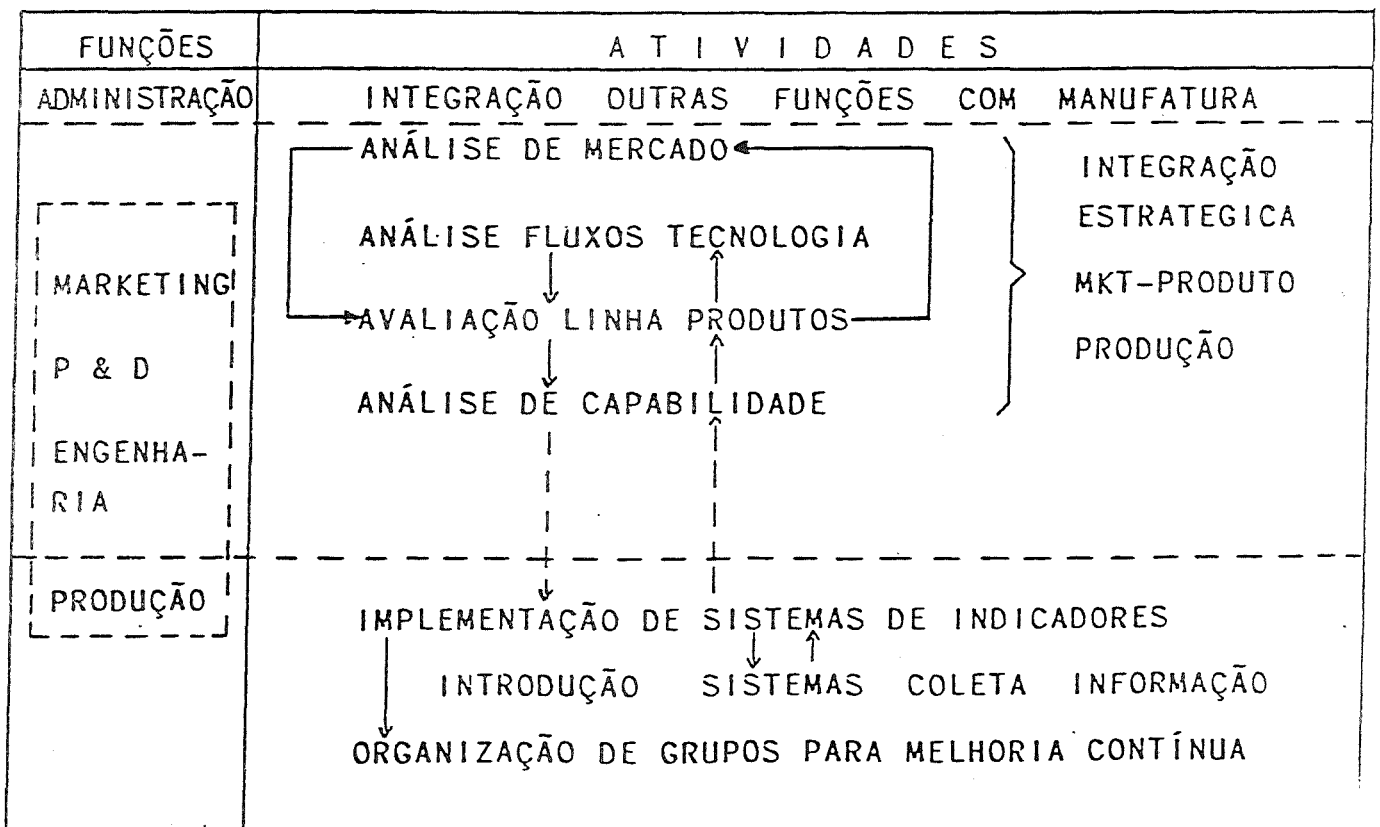 FUNÇÕES
ATIVIDADES
ADMINISTRAÇÃO
INTEGRAÇÃO OUTRAS FUNÇÕES COM MANUFATURA
ANÁLISE DE MERCADO
ANÁLISE FLUXOS TECNOLOGIA
AVALIAÇÃO LINHA PRODUTOS
ANÁLISE DE CAPABILIDADE
INTEGRAÇÃO
ESTRATEGICA
MKT-PRODUTO
PRODUÇÃO
MARKETING
P & D
ENGENHA-
RIA
PRODUÇÃO
IMPLEMENTAÇÃO DE SISTEMAS DE INDICADORES
INTRODUÇÃO SISTEMAS COLETA INFORMAÇÃO
ORGANIZAÇÃO DE GRUPOS PARA MELHORIA CONTÍNUA